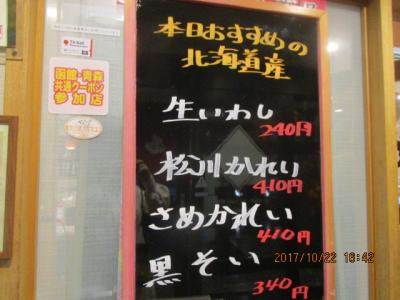 本日おすすめの
北海道産
生いわし
240円
松川かれい
410円
さめかれい
410円
黒そい
340円
函館・青森
共通クーポン
参加店
2017/10/22 16:42